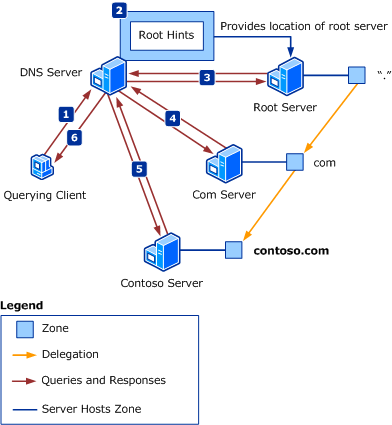 2
Root Hints
Provides location of root server
DNS Server
3
Root Server
“.”
1
4
6
com
5
Querying Client
Com Server
contoso.com
Contoso Server
Legend
Zone
Delegation
Queries and Responses
Server Hosts Zone